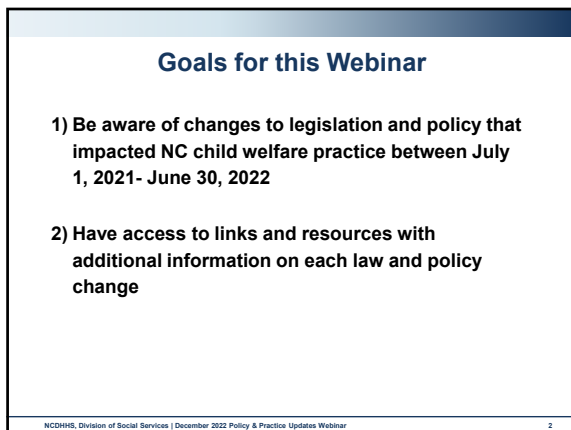 Goals for this Webinar
1) Be aware of changes to legislation and policy that
impacted NC child welfare practice between July
1, 2021- June 30, 2022
2) Have access to links and resources with
additional information on each law and policy
change
NCDHHS, Division of Social Services | December 2022 Policy & Practice Updates Webinar 2